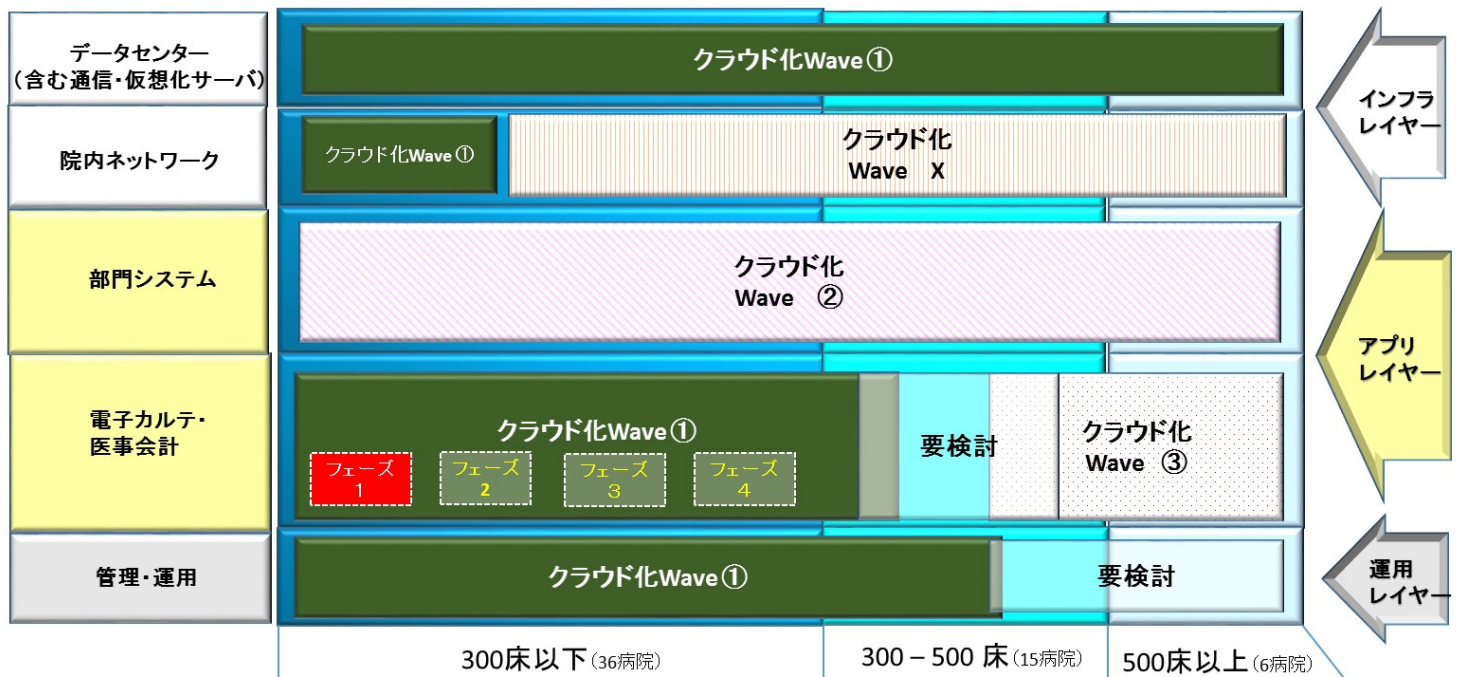 データセンター
(含む通信・仮想化サーバ)
クラウド化Wave①
インフラ
レイヤー
院内ネットワーク
クラウド化Wave①
クラウド化
Wave X
部門システム
クラウド化
Wave ②
アプリ
レイヤー
電子カルテ・
医事会計
クラウド化Wave①
フェーズ
1
フェーズ
2
フェーズ
3
フェーズ
4
要検討
クラウド化
Wave ③
管理・運用
クラウド化Wave①
要検討
運用
レイヤー
300床以下(36病院)
300 – 500 床(15病院)
500床以上(6病院)